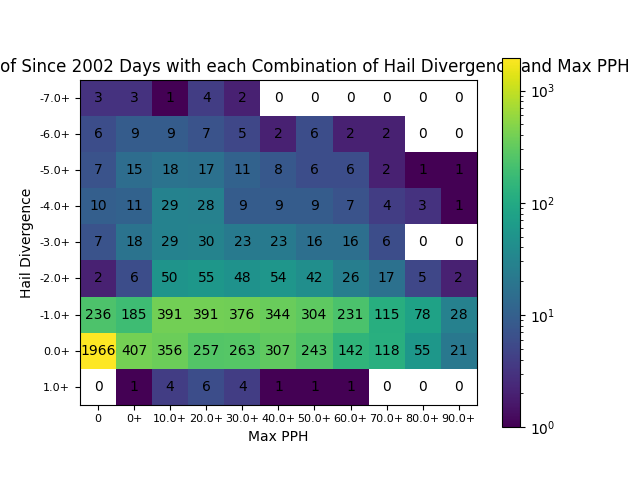 of Since 2002 Days with each Combination of Hail Divergence and Max PPH
-7.0+ 3 3 1 4 2 0 0 0 0 0 0
-6.0+ 6 9 9 7 5 2 6 2 2 0 0
-5.0+ 7 15 18 17 11 8 6 6 2 1 1
-4.0+ 10 11 29 28 9 9 9 7 4 3 1
-3.0+ 7 18 29 30 23 23 16 16 6 0 0
-2.0+ 2 6 50 55 48 54 42 26 17 5 2
-1.0+ 236 185 391 391 376 344 304 231 115 78 28
0.0+ 1966 407 356 257 263 307 243 142 118 55 21
1.0+ 0 1 4 6 4 1 1 1 0 0 0
0 0+ 10.0+ 20.0+ 30.0+ 40.0+ 50.0+ 60.0+ 70.0+ 80.0+ 90.0+
Max PPH
Hail Divergence
10³
10²
10¹
10⁰